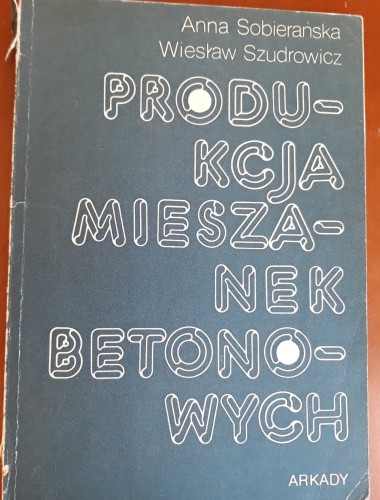 Anna Sobierańska
Wiesław Szudrowicz
PRODU-
KCJA
MIESZA-
NEK
BETONO-
WYCH
ARKADY